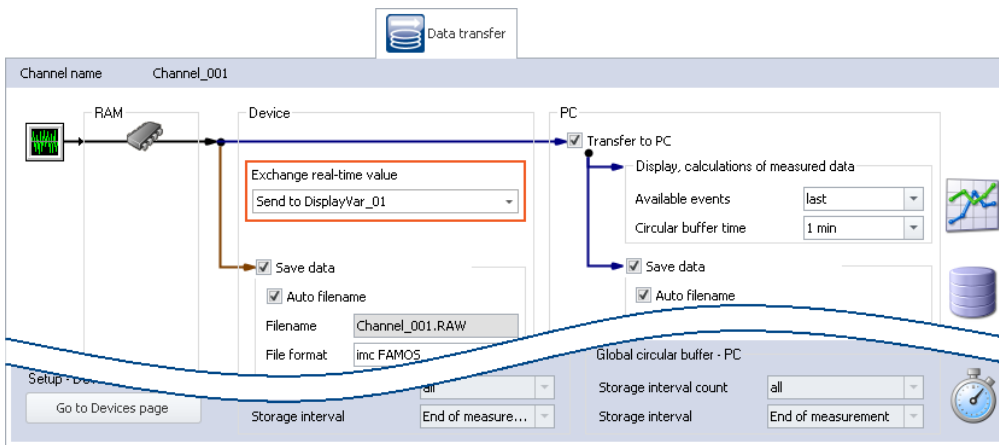 Data transfer
Channel name Channel_001
RAM
Device
PC
Transfer to PC
Exchange real-time value
Send to DisplayVar_01
Display, calculations of measured data
Available events last
Circular buffer time 1 min
Save data
Auto filename
Filename Channel_001.RAW
File format imc FAMOS
Save data
Auto filename
Setup -
Go to Devices page
all
Storage interval End of measure...
Global circular buffer - PC
Storage interval count all
Storage interval End of measurement